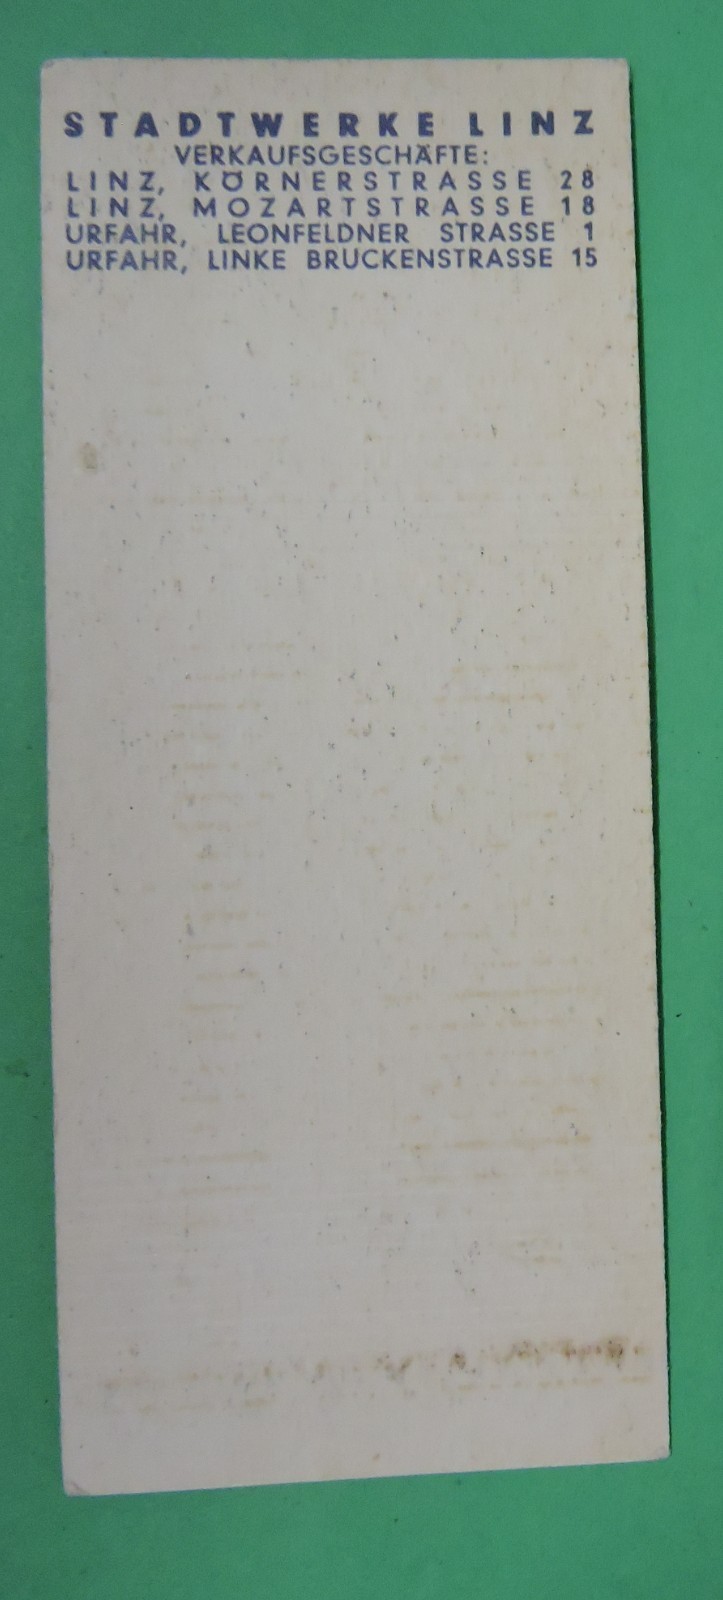 STADTWERKE LINZ
VERKAUFSGESCHÄFTE:
LINZ, KÖRNERSTRASSE 28
LINZ, MOZARTSTRASSE 18
URFAHR, LEONFELDNER STRASSE 1
URFAHR, LINKE BRUCKENSTRASSE 15